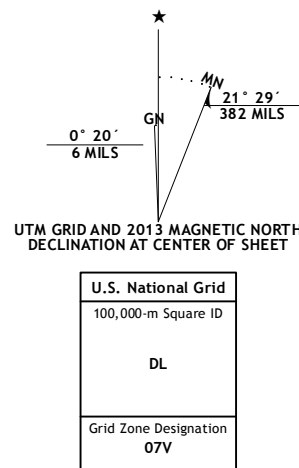 ★
MN
GN
0° 20´
6 MILS
21° 29´
382 MILS
UTM GRID AND 2013 MAGNETIC NORTH
DECLINATION AT CENTER OF SHEET
U.S. National Grid
100,000-m Square ID
DL
Grid Zone Designation
07V